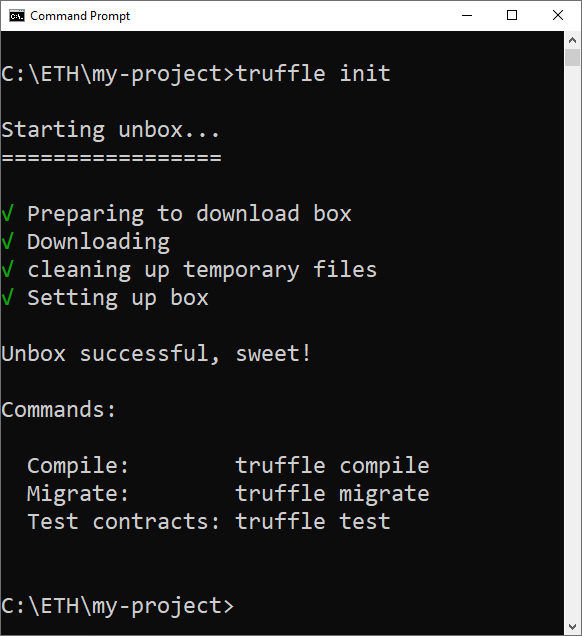 Command Prompt
C:\ETH\my-project>truffle init
Starting unbox...
=================
√ Preparing to download box
√ Downloading
√ cleaning up temporary files
√ Setting up box
Unbox successful, sweet!
Commands:
  Compile:        truffle compile
  Migrate:        truffle migrate
  Test contracts: truffle test
C:\ETH\my-project>